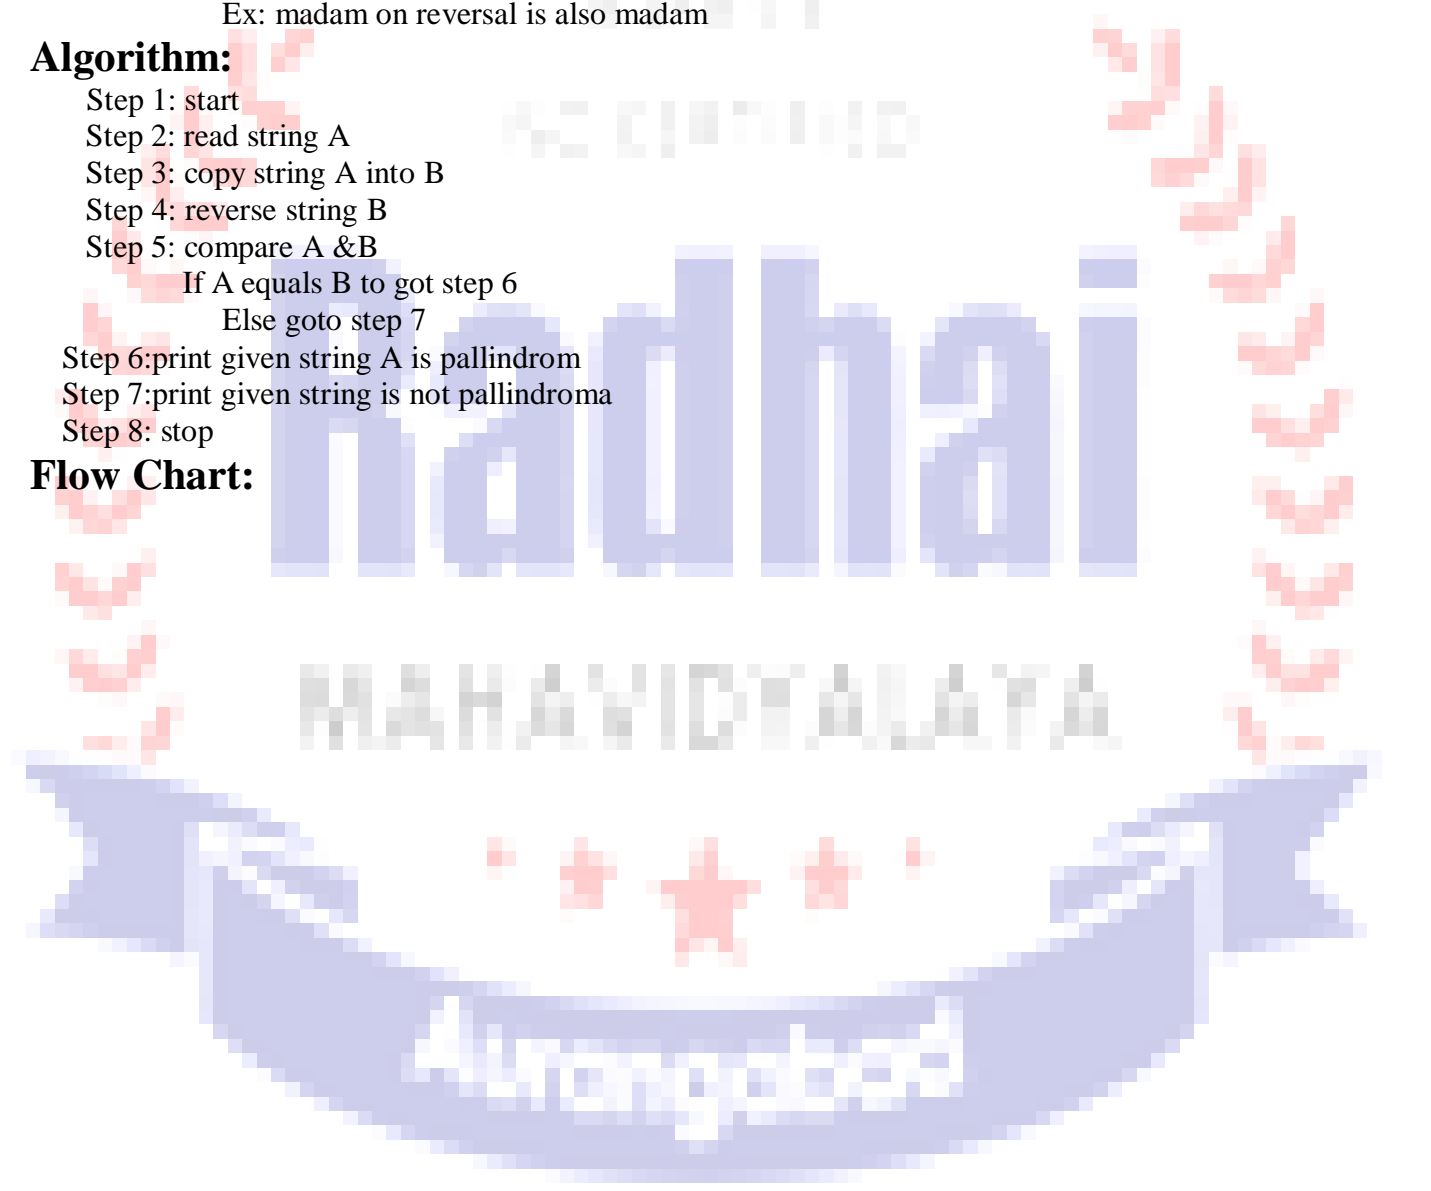 Ex: madam on reversal is also madam
Algorithm:
Step 1: start
Step 2: read string A
Step 3: copy string A into B
Step 4: reverse string B
Step 5: compare A &B
If A equals B to got step 6
Else goto step 7
Step 6:print given string A is pallindrom
Step 7:print given string is not pallindroma
Step 8: stop
Flow Chart:
Radhai
MAHAVIDYALAYA